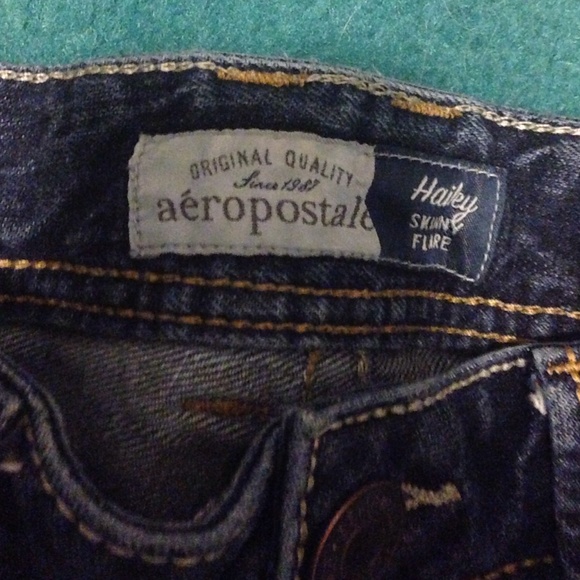 ORIGINAL QUALITY
Since 1987
aéropostale
Hailey
SKINNY
FLARE